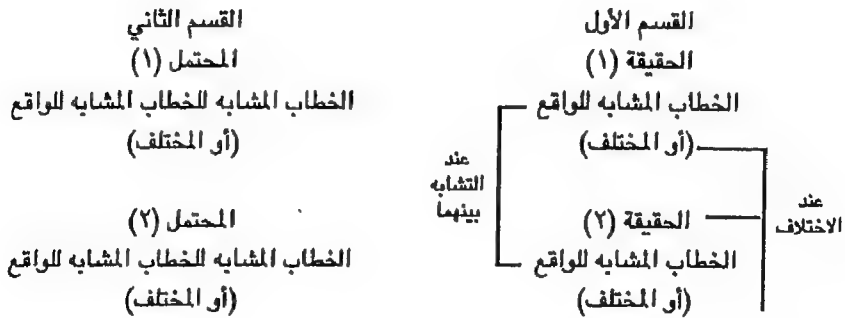 القسم الأول
الحقيقة (١)
الخطاب المشابه للواقع
(أو المختلف)
الحقيقة (٢)
الخطاب المشابه للواقع
(أو المختلف)
عند
الاختلاف
عند
التشابه
بينهما
القسم الثاني
المحتمل (١)
الخطاب المشابه للخطاب المشابه للواقع
(أو المختلف)
المحتمل (٢)
الخطاب المشابه للخطاب المشابه للواقع
(أو المختلف)